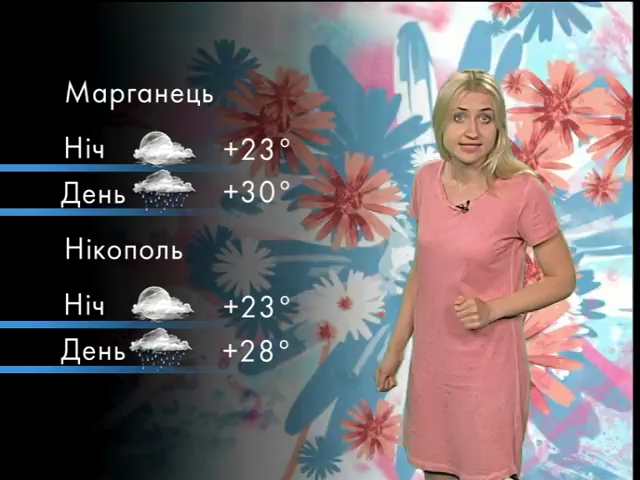 Марганець
Ніч +23°
День +30°
Нікополь
Ніч +23°
День +28°